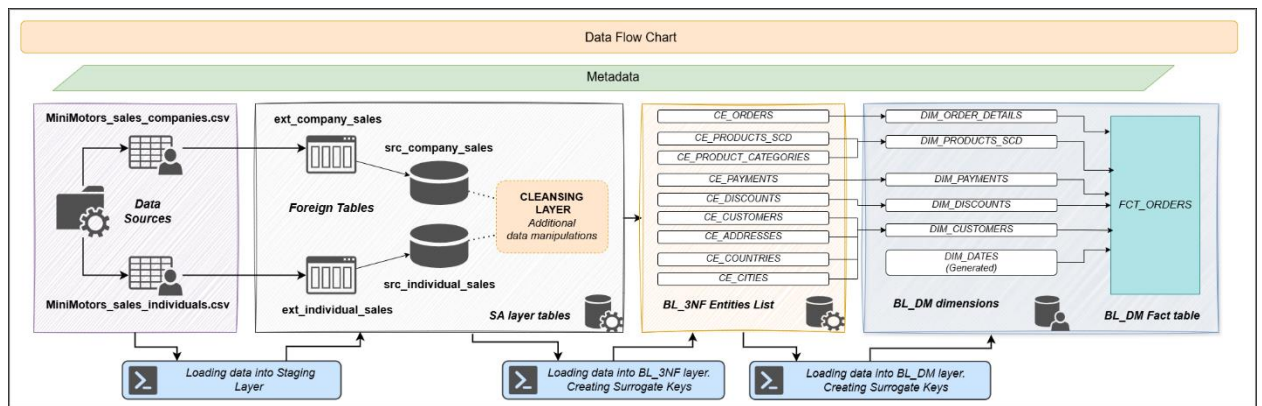 Data Flow Chart
Metadata
MiniMotors_sales_companies.csv
Data
Sources
MiniMotors_sales_individuals.csv
ext_company_sales
src_company_sales
Foreign Tables
CLEANSING
LAYER
Additional
data manipulations
src_individual_sales
ext_individual_sales
SA layer tables
CE_ORDERS
CE_PRODUCTS_SCD
CE_PRODUCT_CATEGORIES
CE_PAYMENTS
CE_DISCOUNTS
CE_CUSTOMERS
CE_ADDRESSES
CE_COUNTRIES
CE_CITIES
BL_3NF Entities List
DIM_ORDER_DETAILS
DIM_PRODUCTS_SCD
DIM_PAYMENTS
DIM_DISCOUNTS
DIM_CUSTOMERS
DIM_DATES
(Generated)
BL_DM dimensions
FCT_ORDERS
BL_DM Fact table
Loading data into Staging
Layer
Loading data into BL_3NF layer.
Creating Surrogate Keys
Loading data into BL_DM layer.
Creating Surrogate Keys